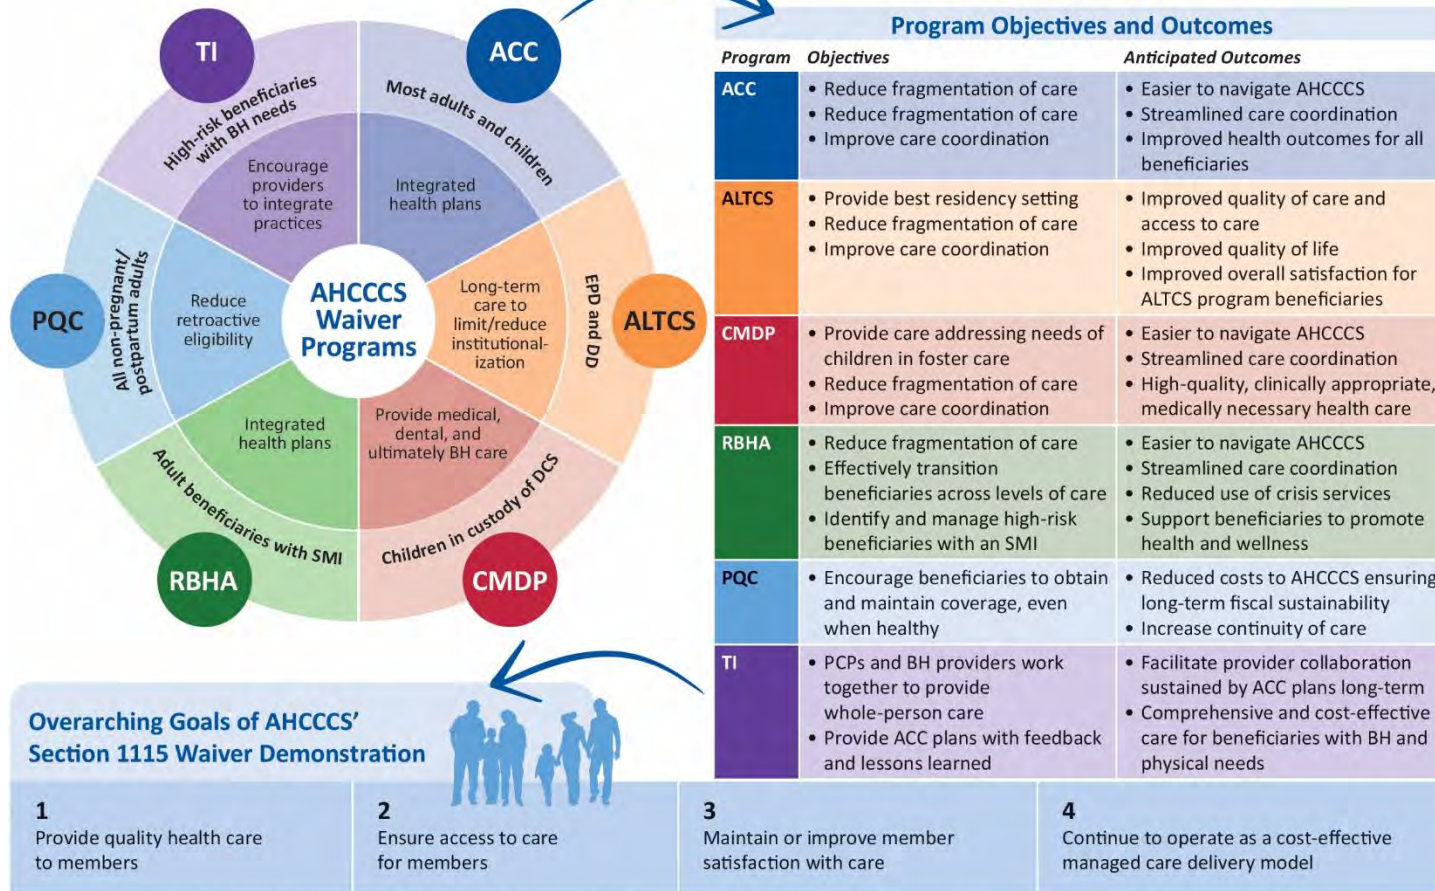 TI
High-risk beneficiaries
with BH needs
Encourage
providers
to integrate
practices
ACC
Most adults and children
Integrated
health plans
ALTCS
EPD and DD
Long-term
care to
limit/reduce
institutional-
ization
CMDP
Children in custody of DCS
Provide medical,
dental, and
ultimately BH care
RBHA
Adult beneficiaries with SMI
Integrated
health plans
PQC
All non-pregnant/
postpartum adults
Reduce
retroactive
eligibility
AHCCCS
Waiver
Programs
Program Objectives and Outcomes
Program Objectives Anticipated Outcomes
ACC
• Reduce fragmentation of care
• Reduce fragmentation of care
• Improve care coordination
• Easier to navigate AHCCCS
• Streamlined care coordination
• Improved health outcomes for all
beneficiaries
ALTCS
• Provide best residency setting
• Reduce fragmentation of care
• Improve care coordination
• Improved quality of care and
access to care
• Improved quality of life
• Improved overall satisfaction for
ALTCS program beneficiaries
CMDP
• Provide care addressing needs of
children in foster care
• Reduce fragmentation of care
• Improve care coordination
• Easier to navigate AHCCCS
• Streamlined care coordination
• High-quality, clinically appropriate,
medically necessary health care
RBHA
• Reduce fragmentation of care
• Effectively transition
beneficiaries across levels of care
• Identify and manage high-risk
beneficiaries with an SMI
• Easier to navigate AHCCCS
• Streamlined care coordination
• Reduced use of crisis services
• Support beneficiaries to promote
health and wellness
PQC
• Encourage beneficiaries to obtain
and maintain coverage, even
when healthy
• Reduced costs to AHCCCS ensuring
long-term fiscal sustainability
• Increase continuity of care
TI
• PCPs and BH providers work
together to provide
whole-person care
• Provide ACC plans with feedback
and lessons learned
• Facilitate provider collaboration
sustained by ACC plans long-term
• Comprehensive and cost-effective
care for beneficiaries with BH and
physical needs
Overarching Goals of AHCCCS’
Section 1115 Waiver Demonstration
1
Provide quality health care
to members
2
Ensure access to care
for members
3
Maintain or improve member
satisfaction with care
4
Continue to operate as a cost-effective
managed care delivery model